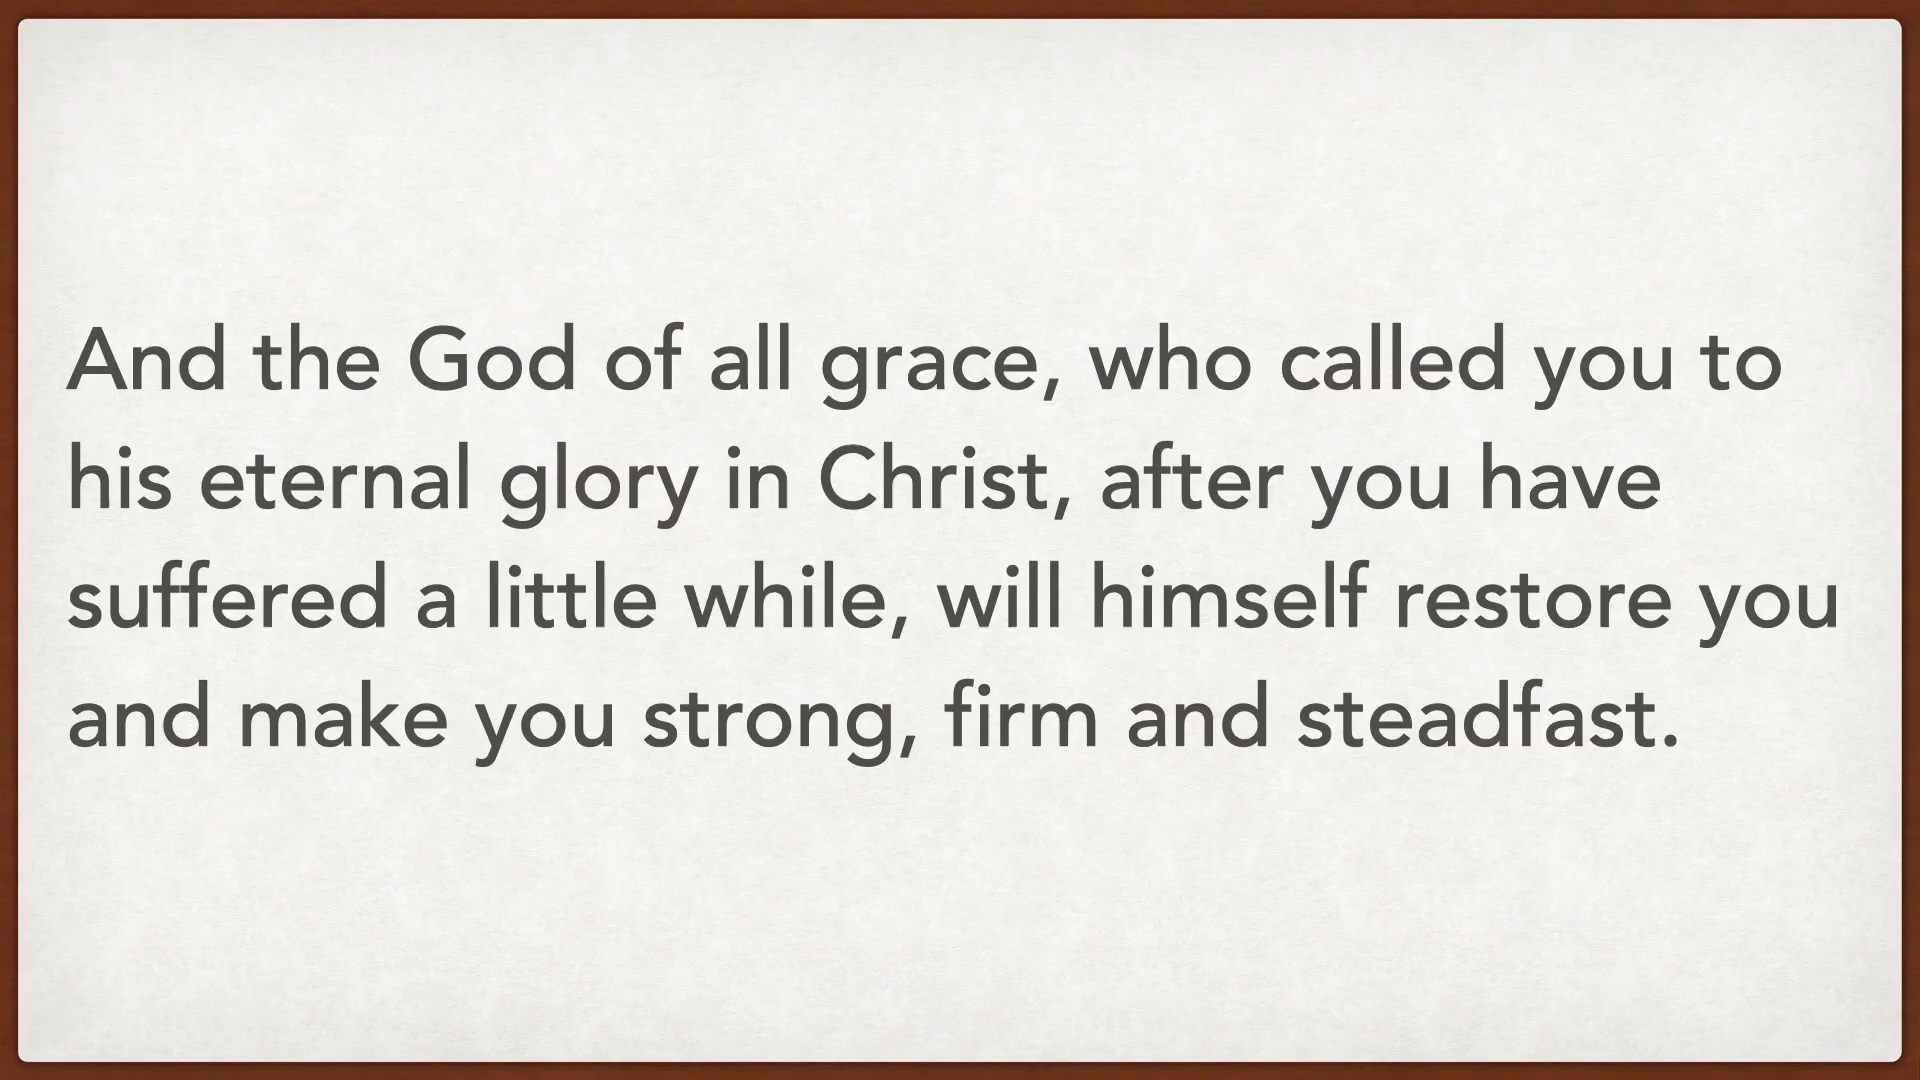 And the God of all grace, who called you to
his eternal glory in Christ, after you have
suffered a little while, will himself restore you
and make you strong, firm and steadfast.